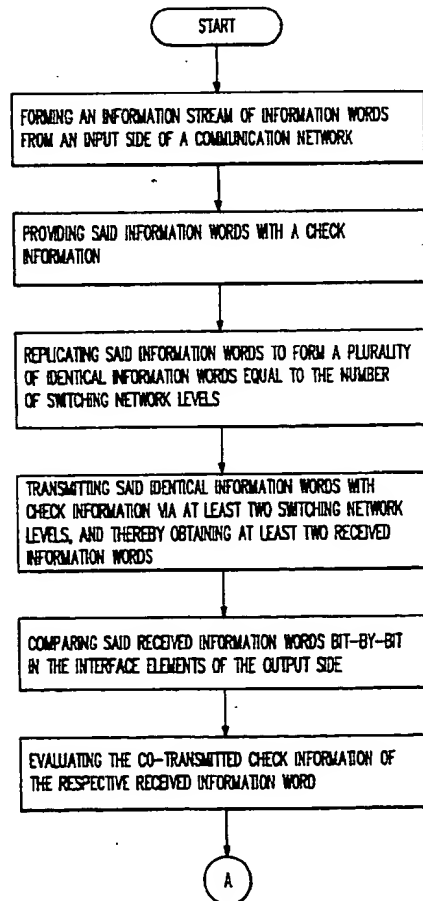 START
FORMING AN INFORMATION STREAM OF INFORMATION WORDS
FROM AN INPUT SIDE OF A COMMUNICATION NETWORK
PROVIDING SAID INFORMATION WORDS WITH A CHECK
INFORMATION
REPLICATING SAID INFORMATION WORDS TO FORM A PLURALITY
OF IDENTICAL INFORMATION WORDS EQUAL TO THE NUMBER
OF SWITCHING NETWORK LEVELS
TRANSMITTING SAID IDENTICAL INFORMATION WORDS WITH
CHECK INFORMATION VIA AT LEAST TWO SWITCHING NETWORK
LEVELS, AND THEREBY OBTAINING AT LEAST TWO RECEIVED
INFORMATION WORDS
COMPARING SAID RECEIVED INFORMATION WORDS BIT-BY-BIT
IN THE INTERFACE ELEMENTS OF THE OUTPUT SIDE
EVALUATING THE CO-TRANSMITTED CHECK INFORMATION OF
THE RESPECTIVE RECEIVED INFORMATION WORD
A